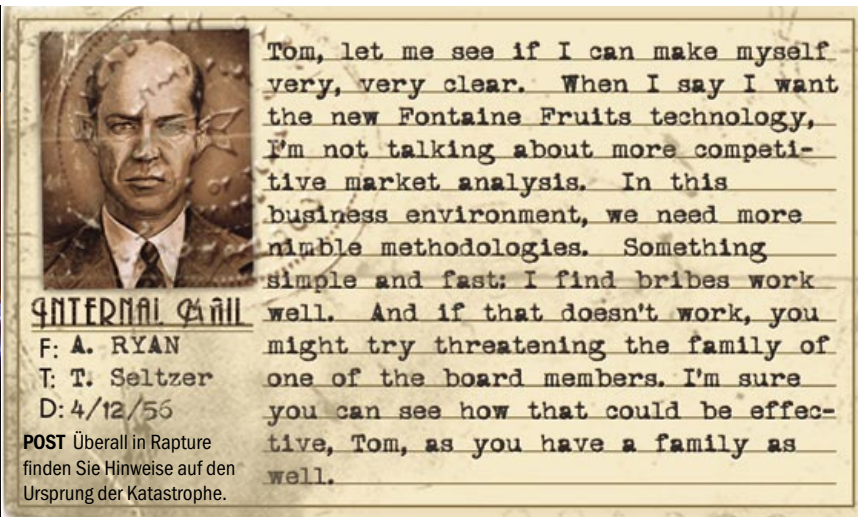 Tom, let me see if I can make myself
very, very clear. When I say I want
the new Fontaine Fruits technology,
I'm not talking about more competi-
tive market analysis. In this
business environment, we need more
nimble methodologies. Something
simple and fast: I find bribes work
well. And if that doesn't work, you
might try threatening the family of
one of the board members. I'm sure
you can see how that could be effec-
tive, Tom, as you have a family as
well.
INTERNAL MAIL
F: A. RYAN
T: T. Seltzer
D: 4/12/56
POST Überall in Rapture
finden Sie Hinweise auf den
Ursprung der Katastrophe.